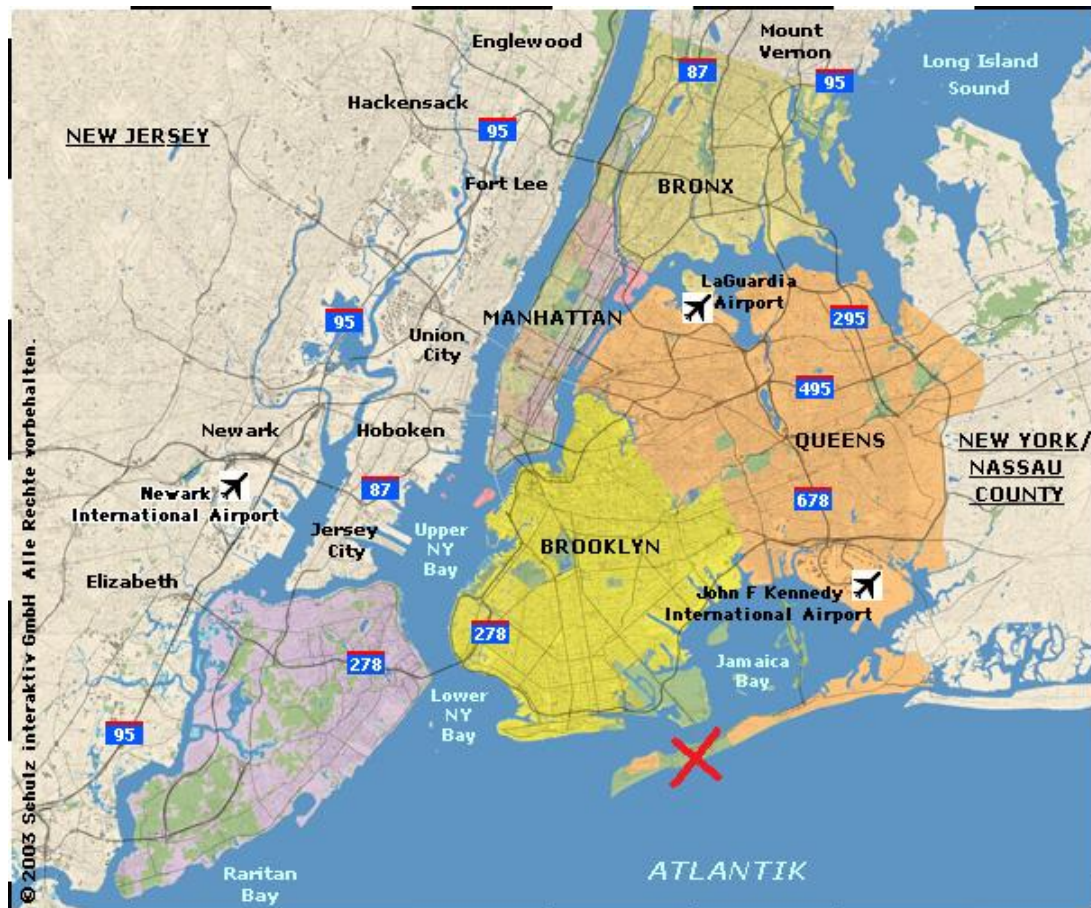 Englewood
Mount
Vernon
87
95
Long Island
Sound
Hackensack
95
NEW JERSEY
Fort Lee
BRONX
LaGuardia
Airport
MANHATTAN
95
Union
City
295
495
Newark
Hoboken
QUEENS
NEW YORK/
NASSAU
COUNTY
Newark
International Airport
87
678
Jersey
City
Upper
NY
Bay
BROOKLYN
Elizabeth
John F Kennedy
International Airport
278
278
Jamaica
Bay
Lower
NY
Bay
95
Raritan
Bay
ATLANTIK
© 2003 Schulz interaktiv GmbH Alle Rechte vorbehalten.